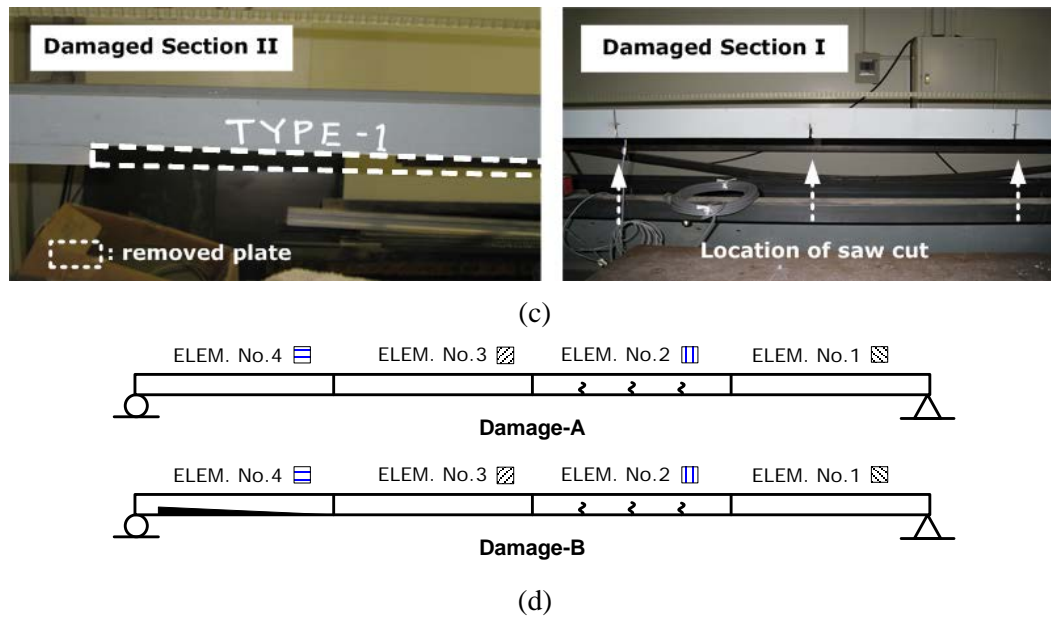 Damaged Section II
TYPE-1
: removed plate
Damaged Section I
Location of saw cut
(c)
ELEM. No.4 ELEM. No.3 ELEM. No.2 ELEM. No.1
Damage-A
ELEM. No.4 ELEM. No.3 ELEM. No.2 ELEM. No.1
Damage-B
(d)